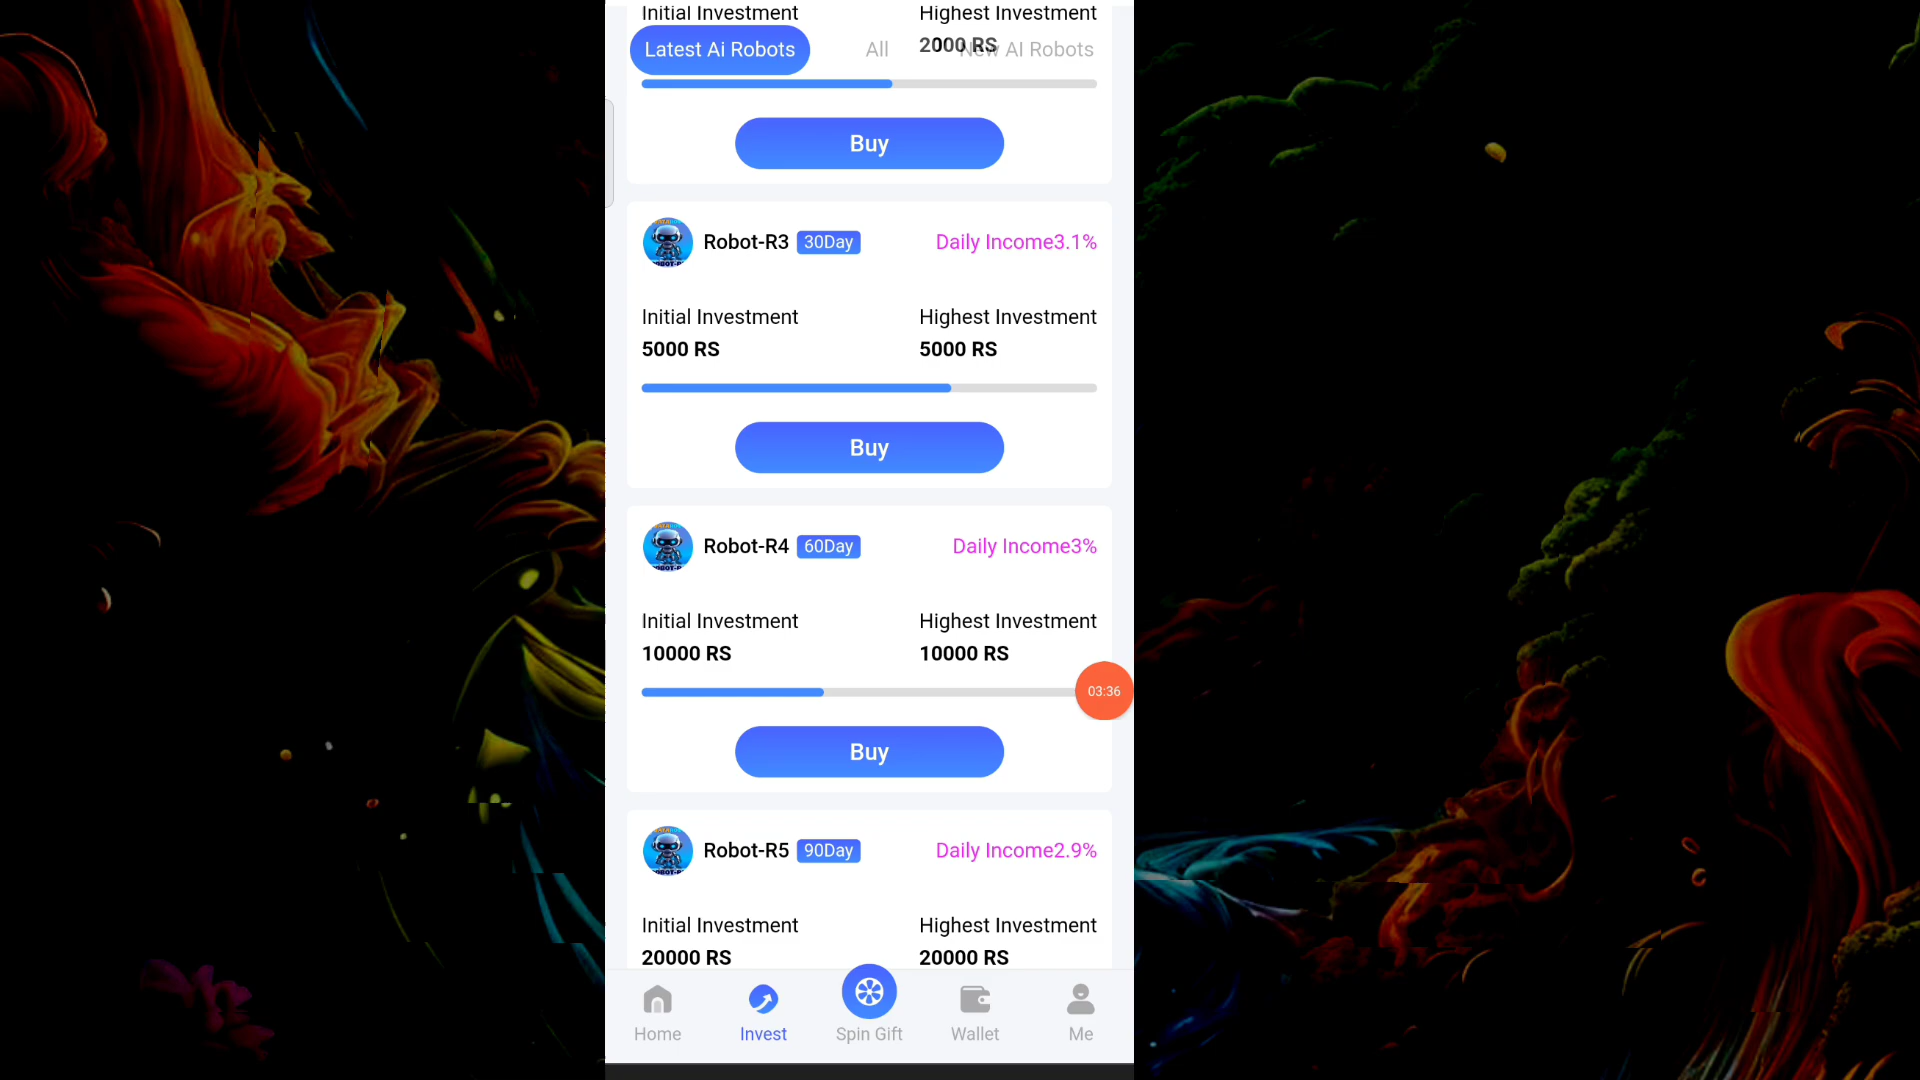 Initial Investment Highest Investment
Latest Ai Robots All New AI Robots
2000 RS
Buy
Robot-R3 30Day Daily Income3.1%
Initial Investment Highest Investment
5000 RS 5000 RS
Buy
Robot-R4 60Day Daily Income3%
Initial Investment Highest Investment
10000 RS 10000 RS
03:36
Buy
Robot-R5 90Day Daily Income2.9%
Initial Investment Highest Investment
20000 RS 20000 RS
Home Invest Spin Gift Wallet Me